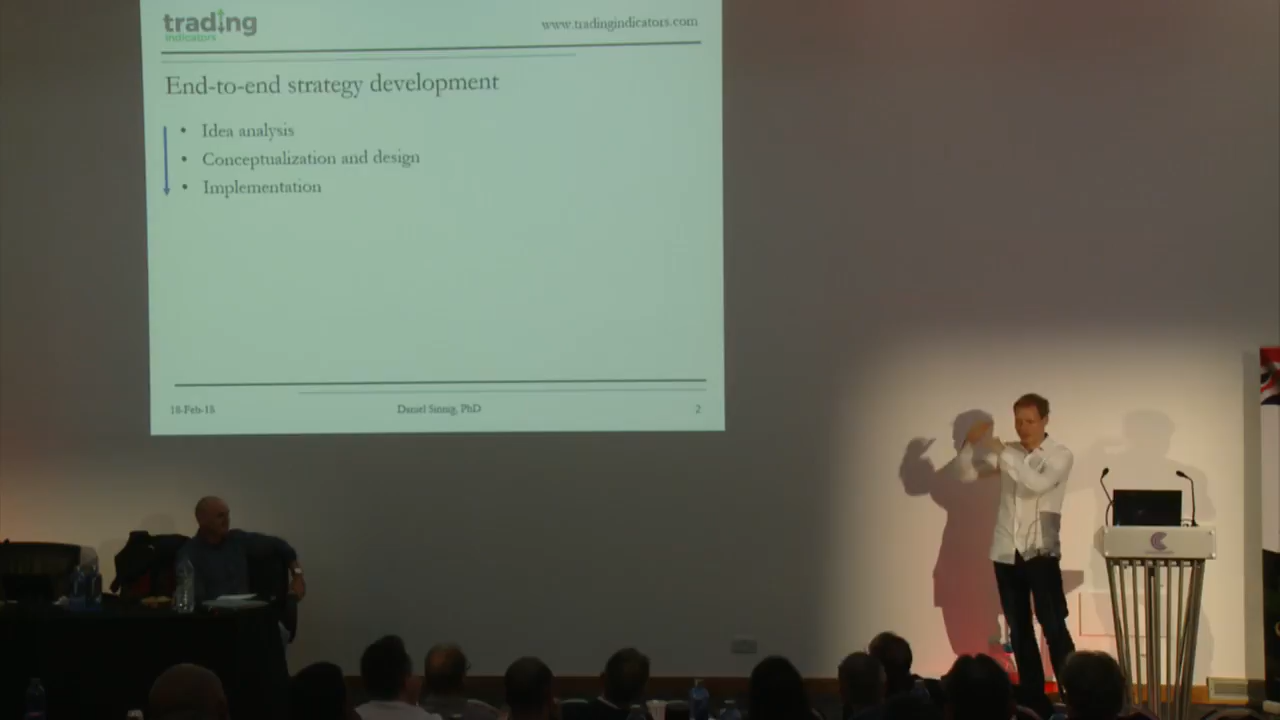 trading
indicators
www.tradingindicators.com
End-to-end strategy development
• Idea analysis
• Conceptualization and design
• Implementation
18-Feb-18
Daniel Sinnig, PhD
2